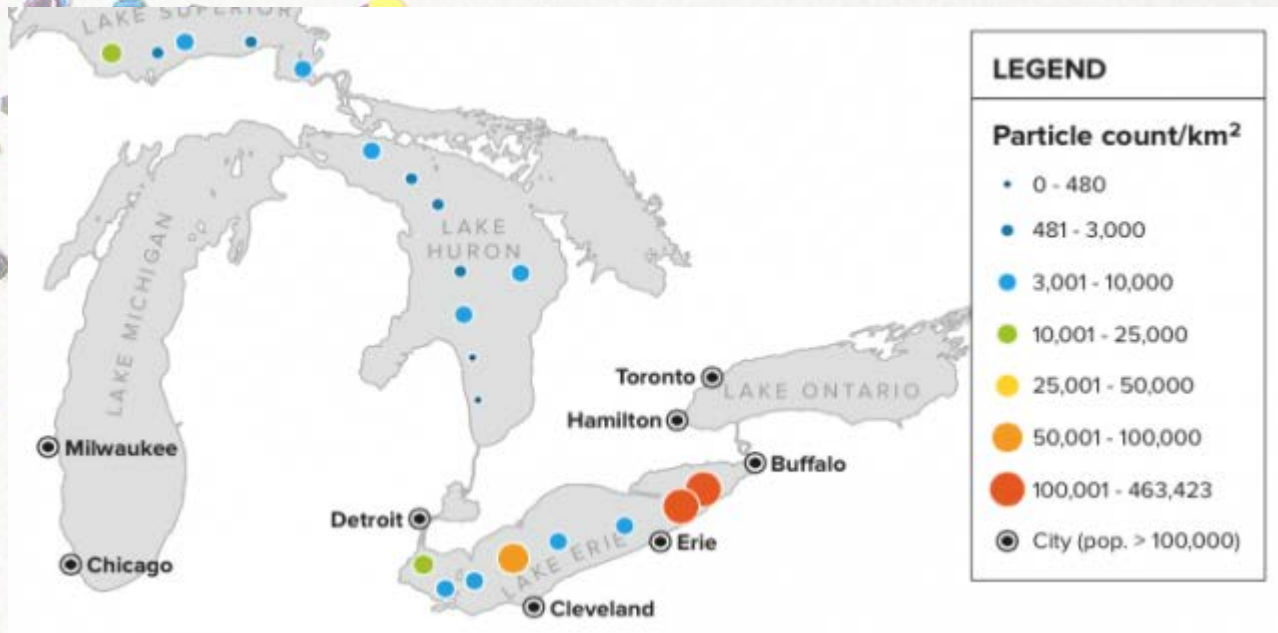 LAKE SUPERIOR
LAKE MICHIGAN
LAKE
HURON
Toronto
LAKE ONTARIO
Hamilton
Milwaukee
Buffalo
Detroit
Erie
LAKE ERIE
Chicago
Cleveland
LEGEND
Particle count/km²
0 - 480
481 - 3,000
3,001 - 10,000
10,001 - 25,000
25,001 - 50,000
50,001 - 100,000
100,001 - 463,423
City (pop. > 100,000)